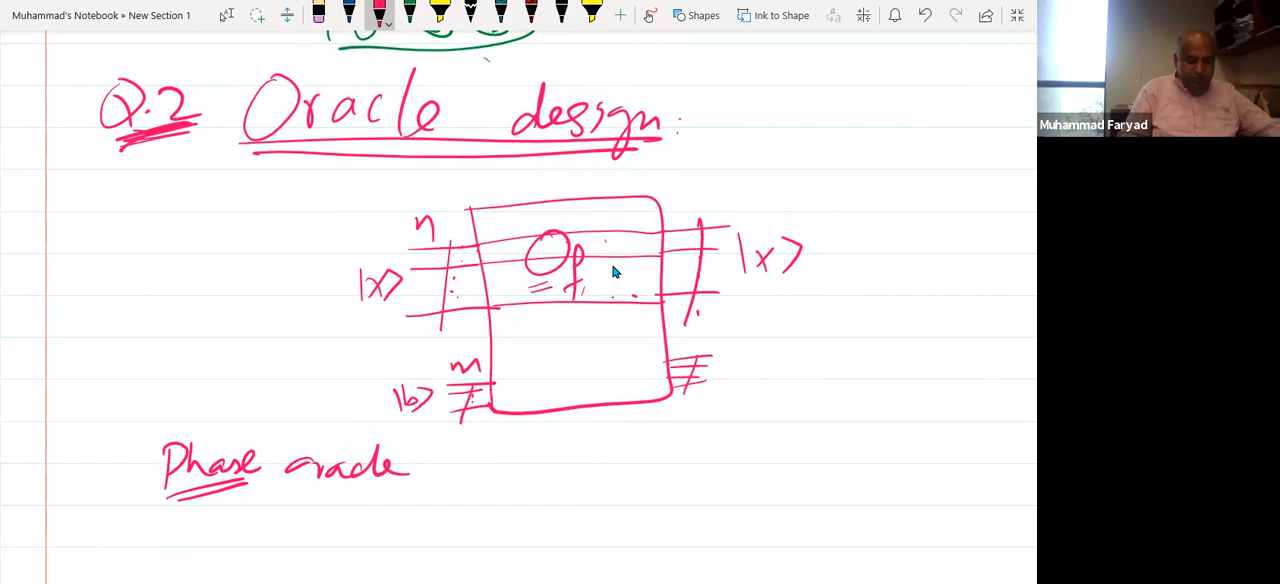 Muhammad's Notebook » New Section 1
Shapes
Ink to Shape
Muhammad Faryad
Q.2 Oracle design:
n
Of
|x>
|x>
m
|b>
Phase oracle